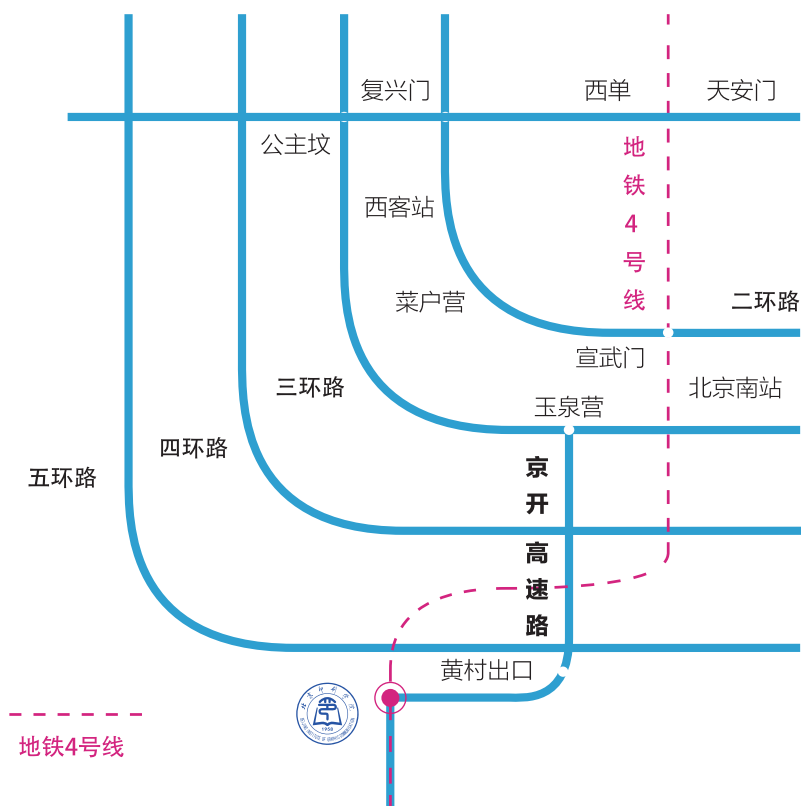 复兴门
西单
天安门
公主坟
地铁4号线
西客站
菜户营
二环路
宣武门
三环路
北京南站
玉泉营
四环路
五环路
京开高速路
黄村出口
1958
地铁4号线